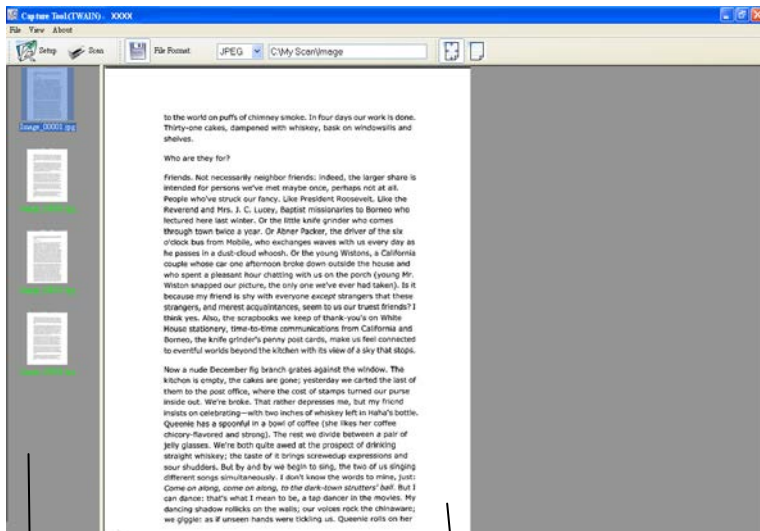 Capture Tool(TWAIN) - XXXX
File View About
Setup Scan File Format JPEG C:\My Scan\Image
Image_00001.jpg
to the world on puffs of chimney smoke. In four days our work is done.
Thirty-one cakes, dampened with whiskey, bask on windowsills and
shelves.
Who are they for?
Friends. Not necessarily neighbor friends: indeed, the larger share is
intended for persons we've met maybe once, perhaps not at all.
People who've struck our fancy. Like President Roosevelt. Like the
Reverend and Mrs. J. C. Lucey, Baptist missionaries to Borneo who
lectured here last winter. Or the little knife grinder who comes
through town twice a year. Or Abner Packer, the driver of the six
o'clock bus from Mobile, who exchanges waves with us every day as
he passes in a dust-cloud whoosh. Or the young Wistons, a California
couple whose car one afternoon broke down outside the house and
who spent a pleasant hour chatting with us on the porch (young Mr.
Wiston snapped our picture, the only one we've ever had taken). Is it
because my friend is shy with everyone except strangers that these
strangers, and merest acquaintances, seem to us our truest friends? I
think yes. Also, the scrapbooks we keep of thank-you's on White
House stationery, time-to-time communications from California and
Borneo, the knife grinder's penny post cards, make us feel connected
to eventful worlds beyond the kitchen with its view of a sky that stops.
Now a nude December fig branch grates against the window. The
kitchen is empty, the cakes are gone; yesterday we carted the last of
them to the post office, where the cost of stamps turned our purse
inside out. We're broke. That rather depresses me, but my friend
insists on celebrating—with two inches of whiskey left in Haha's bottle.
Queenie has a spoonful in a bowl of coffee (she likes her coffee
chicory-flavored and strong). The rest we divide between a pair of
jelly glasses. We're both quite awed at the prospect of drinking
straight whiskey; the taste of it brings screwedup expressions and
sour shudders. But by and by we begin to sing, the two of us singing
different songs simultaneously. I don't know the words to mine, just:
Come on along, come on along, to the dark-town strutters' ball. But I
can dance: that's what I mean to be, a tap dancer in the movies. My
dancing shadow rollicks on the walls; our voices rock the chinaware;
we giggle: as if unseen hands were tickling us. Queenie rolls on her